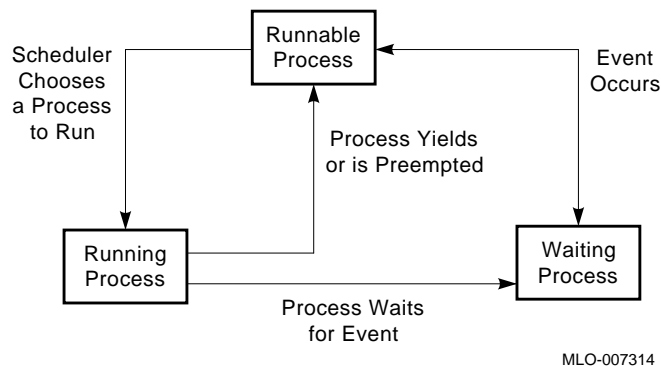 Runnable
Process
Scheduler
Chooses
a Process
to Run
Event
Occurs
Process Yields
or is Preempted
Running
Process
Waiting
Process
Process Waits
for Event
MLO-007314